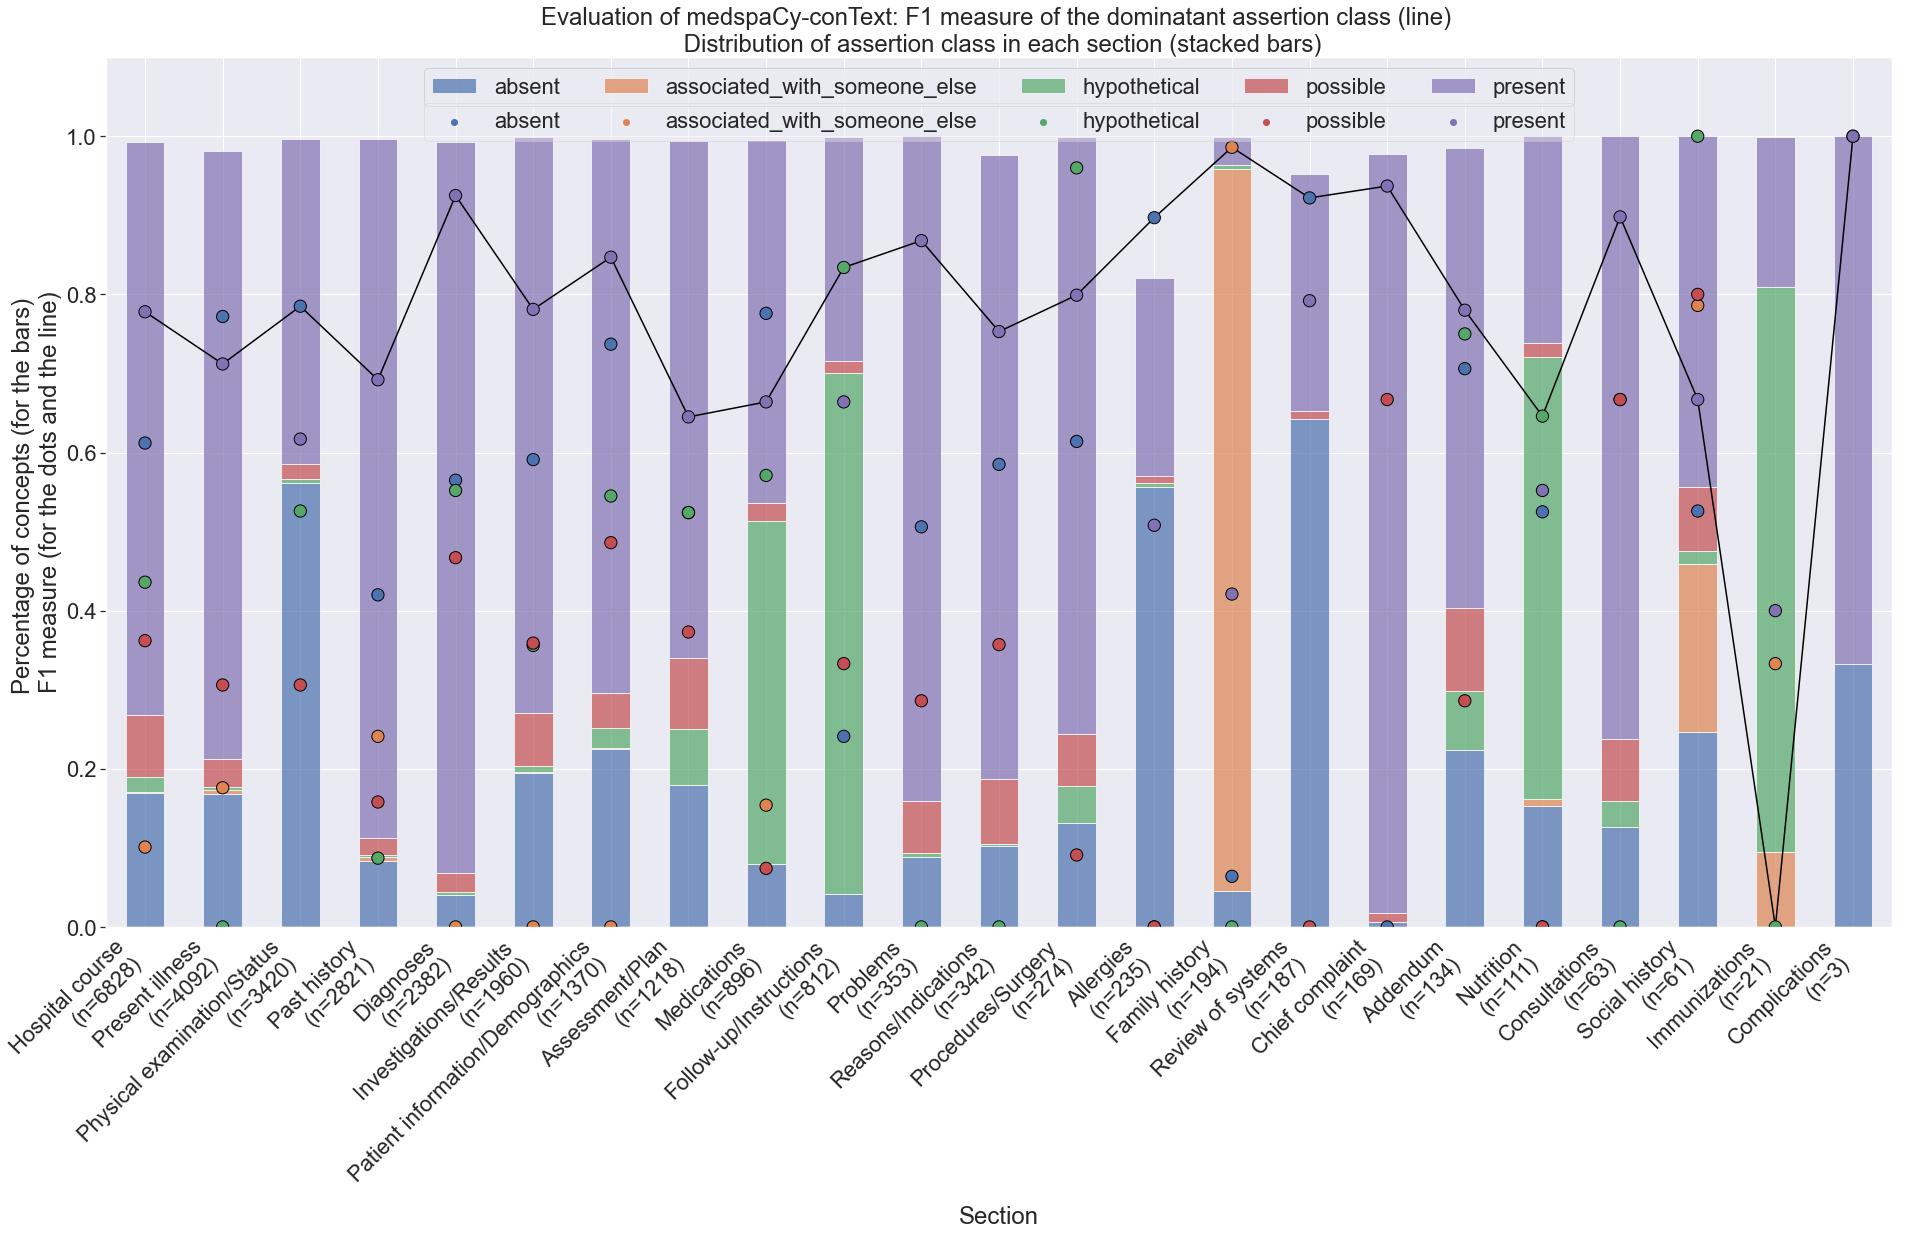 Evaluation of medspaCy-conText: F1 measure of the dominatant assertion class (line)
Distribution of assertion class in each section (stacked bars)
absent associated_with_someone_else hypothetical possible present
absent associated_with_someone_else hypothetical possible present
Percentage of concepts (for the bars)
F1 measure (for the dots and the line)
1.0
0.8
0.6
0.4
0.2
0.0
Hospital course
(n=6828)
Present illness
(n=4092)
Physical examination/Status
(n=3420)
Past history
(n=2821)
Diagnoses
(n=2382)
Investigations/Results
(n=1960)
Patient information/Demographics
(n=1370)
Assessment/Plan
(n=1218)
Medications
(n=896)
Follow-up/Instructions
(n=812)
Problems
(n=353)
Reasons/Indications
(n=342)
Procedures/Surgery
(n=274)
Allergies
(n=235)
Family history
(n=194)
Review of systems
(n=187)
Chief complaint
(n=169)
Addendum
(n=134)
Nutrition
(n=111)
Consultations
(n=63)
Social history
(n=61)
Immunizations
(n=21)
Complications
(n=3)
Section